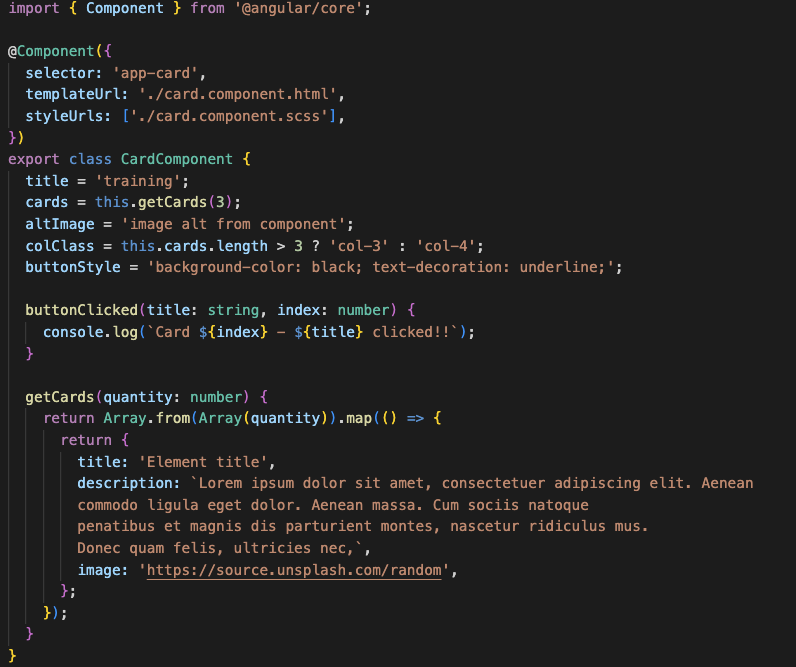 import { Component } from '@angular/core';

@Component({
  selector: 'app-card',
  templateUrl: './card.component.html',
  styleUrls: ['./card.component.scss'],
})
export class CardComponent {
  title = 'training';
  cards = this.getCards(3);
  altImage = 'image alt from component';
  colClass = this.cards.length > 3 ? 'col-3' : 'col-4';
  buttonStyle = 'background-color: black; text-decoration: underline;';

  buttonClicked(title: string, index: number) {
    console.log(`Card ${index} - ${title} clicked!!`);
  }

  getCards(quantity: number) {
    return Array.from(Array(quantity)).map(() => {
      return {
        title: 'Element title',
        description: `Lorem ipsum dolor sit amet, consectetuer adipiscing elit. Aenean
        commodo ligula eget dolor. Aenean massa. Cum sociis natoque
        penatibus et magnis dis parturient montes, nascetur ridiculus mus.
        Donec quam felis, ultricies nec,`,
        image: 'https://source.unsplash.com/random',
      };
    });
  }
}